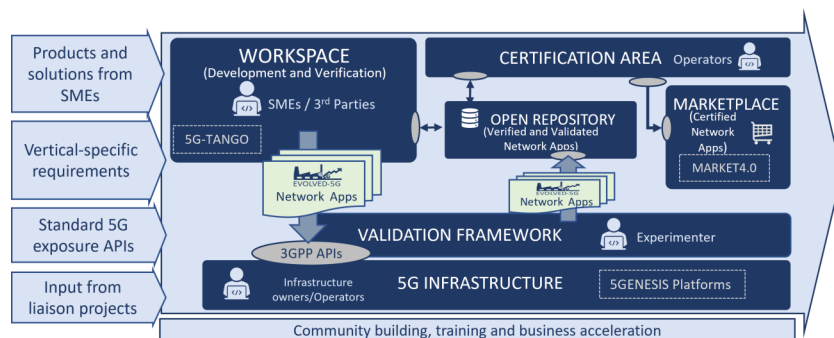 Products and
solutions from
SMEs
Vertical-specific
requirements
Standard 5G
exposure APIs
Input from
liaison projects
WORKSPACE
(Development and Verification)
SMEs / 3rd Parties
5G-TANGO
CERTIFICATION AREA
Operators
OPEN REPOSITORY
(Verified and Validated
Network Apps)
MARKETPLACE
(Certified
Network
Apps)
MARKET4.0
EVOLVED-5G
Network Apps
EVOLVED-5G
Network Apps
VALIDATION FRAMEWORK
Experimenter
3GPP APIs
Infrastructure
owners/Operators
5G INFRASTRUCTURE
5GENESIS Platforms
Community building, training and business acceleration